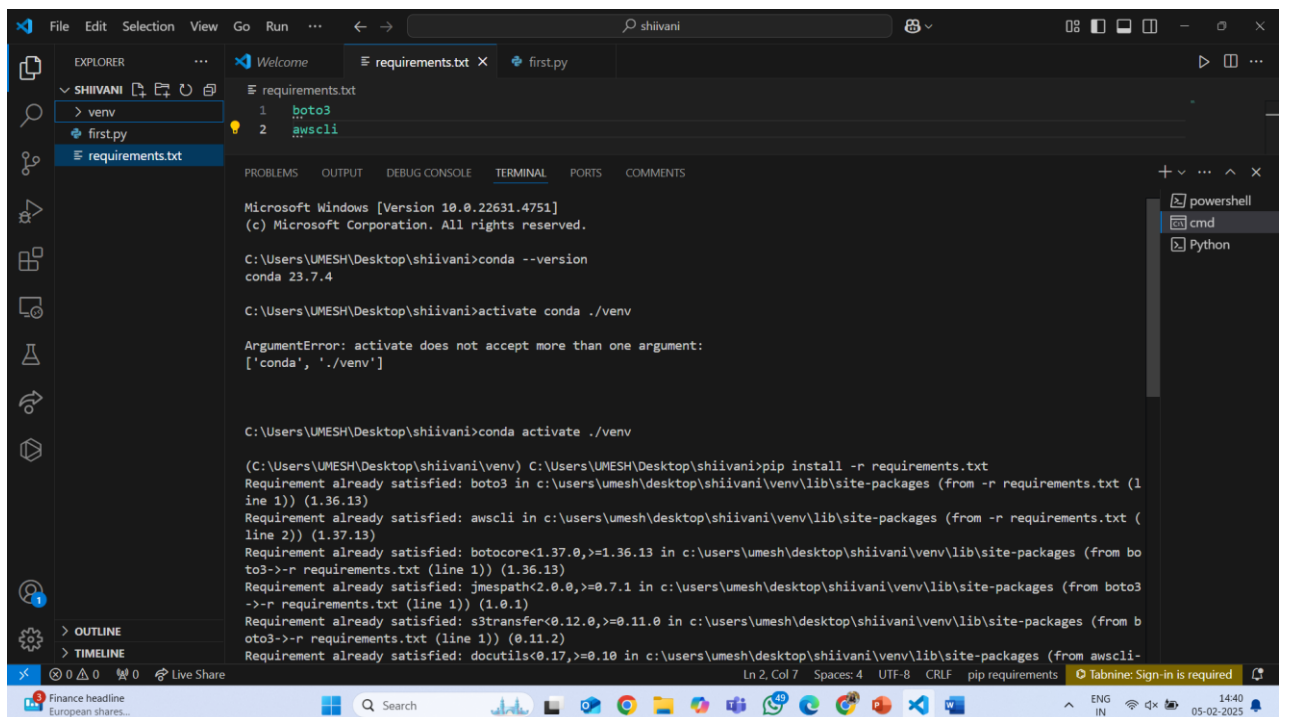 File Edit Selection View Go Run ··· shiivani
EXPLORER ···
SHIIVANI
venv
first.py
requirements.txt
OUTLINE
TIMELINE
Welcome requirements.txt first.py
requirements.txt
1 boto3
2 awscli
PROBLEMS OUTPUT DEBUG CONSOLE TERMINAL PORTS COMMENTS
Microsoft Windows [Version 10.0.22631.4751]
(c) Microsoft Corporation. All rights reserved.
C:\Users\UMESH\Desktop\shiivani>conda --version
conda 23.7.4
C:\Users\UMESH\Desktop\shiivani>activate conda ./venv
ArgumentError: activate does not accept more than one argument:
['conda', './venv']
C:\Users\UMESH\Desktop\shiivani>conda activate ./venv
(C:\Users\UMESH\Desktop\shiivani\venv) C:\Users\UMESH\Desktop\shiivani>pip install -r requirements.txt
Requirement already satisfied: boto3 in c:\users\umesh\desktop\shiivani\venv\lib\site-packages (from -r requirements.txt (l
ine 1)) (1.36.13)
Requirement already satisfied: awscli in c:\users\umesh\desktop\shiivani\venv\lib\site-packages (from -r requirements.txt (
line 2)) (1.37.13)
Requirement already satisfied: botocore<1.37.0,>=1.36.13 in c:\users\umesh\desktop\shiivani\venv\lib\site-packages (from bo
to3->-r requirements.txt (line 1)) (1.36.13)
Requirement already satisfied: jmespath<2.0.0,>=0.7.1 in c:\users\umesh\desktop\shiivani\venv\lib\site-packages (from boto3
->-r requirements.txt (line 1)) (1.0.1)
Requirement already satisfied: s3transfer<0.12.0,>=0.11.0 in c:\users\umesh\desktop\shiivani\venv\lib\site-packages (from b
oto3->-r requirements.txt (line 1)) (0.11.2)
Requirement already satisfied: docutils<0.17,>=0.10 in c:\users\umesh\desktop\shiivani\venv\lib\site-packages (from awscli-
powershell
cmd
Python
0 0 0 Live Share Ln 2, Col 7 Spaces: 4 UTF-8 CRLF pip requirements Tabnine: Sign-in is required
3 Finance headline
European shares...
Search
49
ENG
IN
14:40
05-02-2025
1